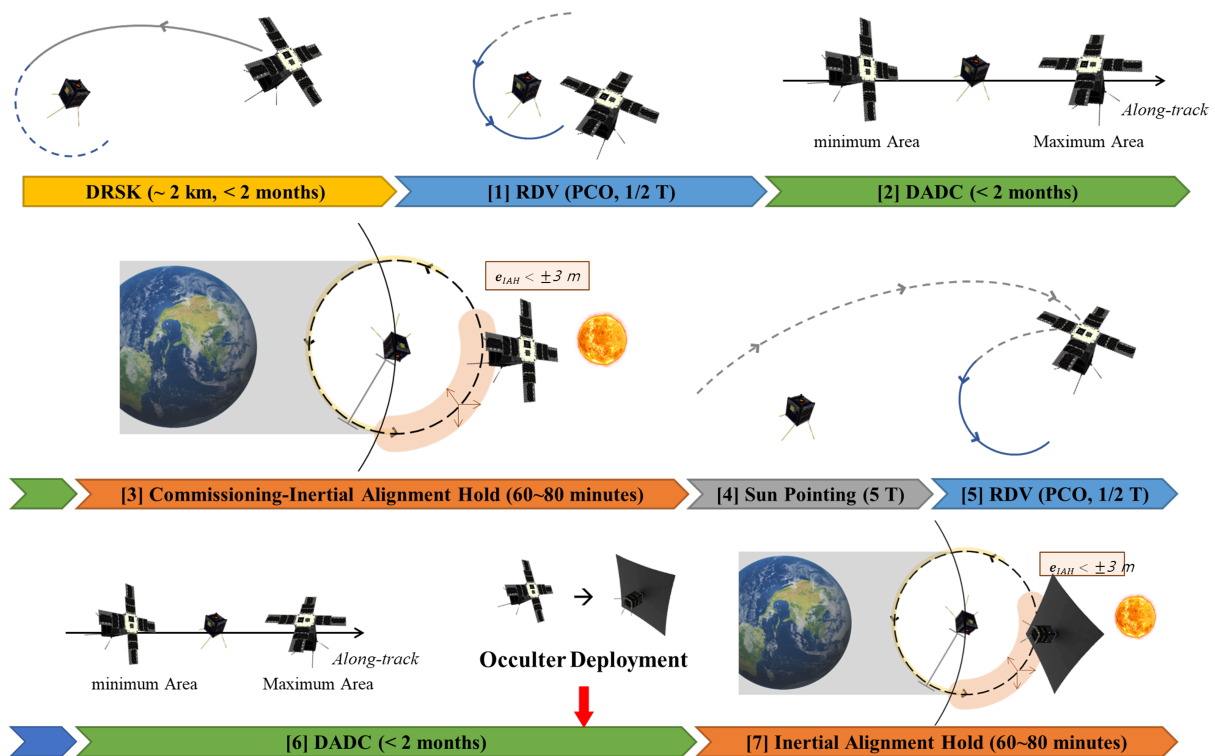 Along-track
minimum Area
Maximum Area
DRSK (~ 2 km, < 2 months)
[1] RDV (PCO, 1/2 T)
[2] DADC (< 2 months)
e_IAH < ±3 m
[3] Commissioning-Inertial Alignment Hold (60~80 minutes)
[4] Sun Pointing (5 T)
[5] RDV (PCO, 1/2 T)
e_IAH < ±3 m
Along-track
minimum Area
Maximum Area
Occulter Deployment
[6] DADC (< 2 months)
[7] Inertial Alignment Hold (60~80 minutes)